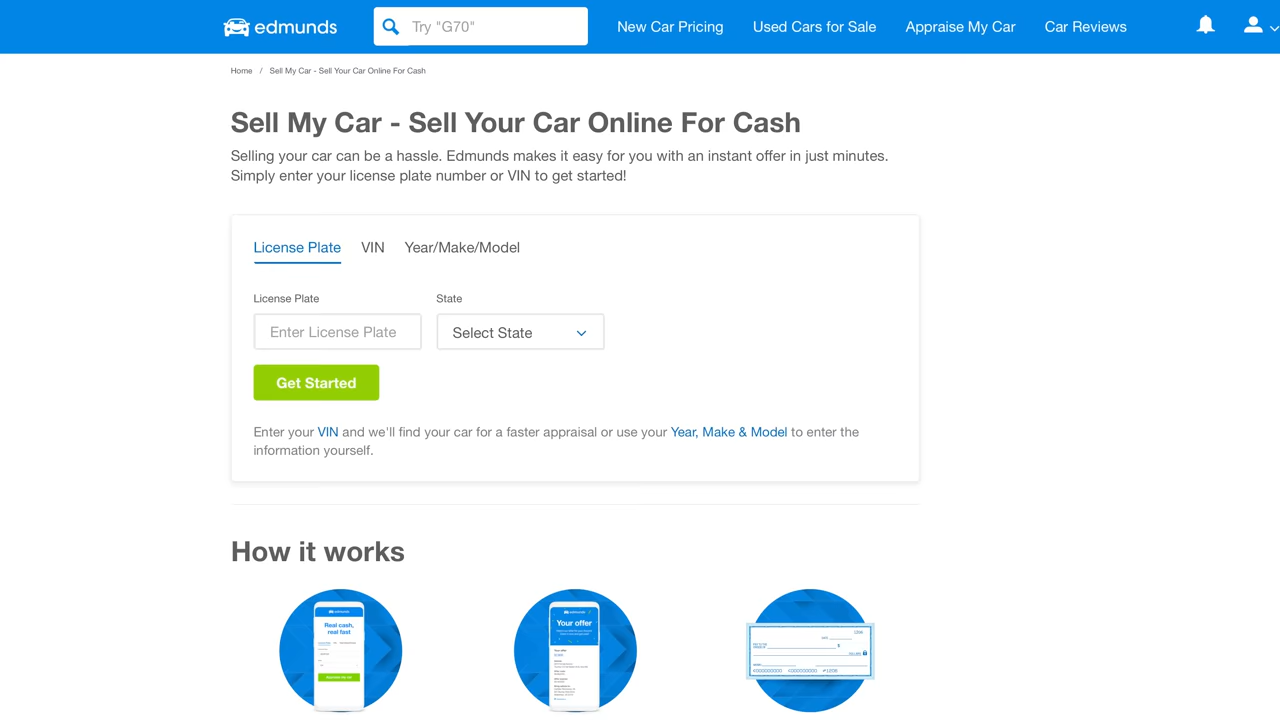 edmunds
Try "G70"
New Car Pricing
Used Cars for Sale
Appraise My Car
Car Reviews
Home / Sell My Car - Sell Your Car Online For Cash
Sell My Car - Sell Your Car Online For Cash
Selling your car can be a hassle. Edmunds makes it easy for you with an instant offer in just minutes.
Simply enter your license plate number or VIN to get started!
License Plate
VIN
Year/Make/Model
License Plate
State
Enter License Plate
Select State
Get Started
Enter your VIN and we'll find your car for a faster appraisal or use your Year, Make & Model to enter the
information yourself.
How it works
edmunds
Real cash,
real fast
Appraise my car
edmunds
Your offer